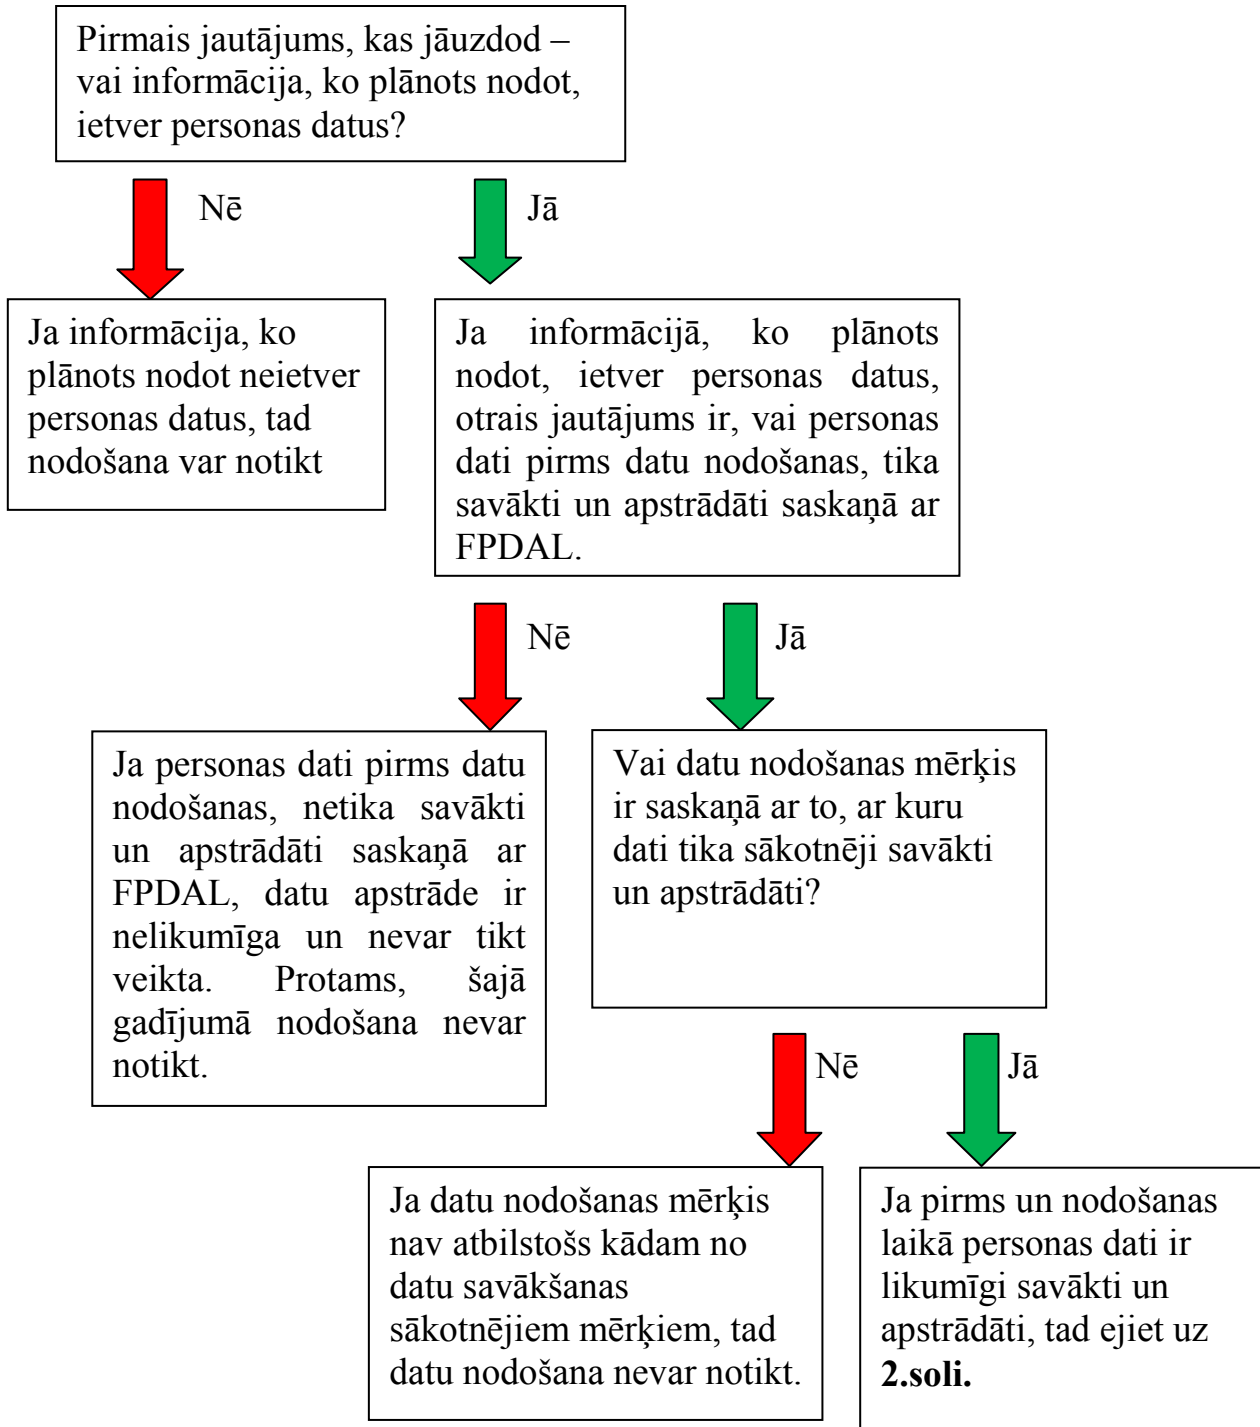 Pirmais jautājums, kas jāuzdod –
vai informācija, ko plānots nodot,
ietver personas datus?
Nē
Jā
Ja informācija, ko
plānots nodot neietver
personas datus, tad
nodošana var notikt
Ja informācijā, ko plānots
nodot, ietver personas datus,
otrais jautājums ir, vai personas
dati pirms datu nodošanas, tika
savākti un apstrādāti saskaņā ar
FPDAL.
Nē
Jā
Ja personas dati pirms datu
nodošanas, netika savākti
un apstrādāti saskaņā ar
FPDAL, datu apstrāde ir
nelikumīga un nevar tikt
veikta. Protams, šajā
gadījumā nodošana nevar
notikt.
Vai datu nodošanas mērķis
ir saskaņā ar to, ar kuru
dati tika sākotnēji savākti
un apstrādāti?
Nē
Jā
Ja datu nodošanas mērķis
nav atbilstošs kādam no
datu savākšanas
sākotnējiem mērķiem, tad
datu nodošana nevar notikt.
Ja pirms un nodošanas
laikā personas dati ir
likumīgi savākti un
apstrādāti, tad ejiet uz
2.soli.